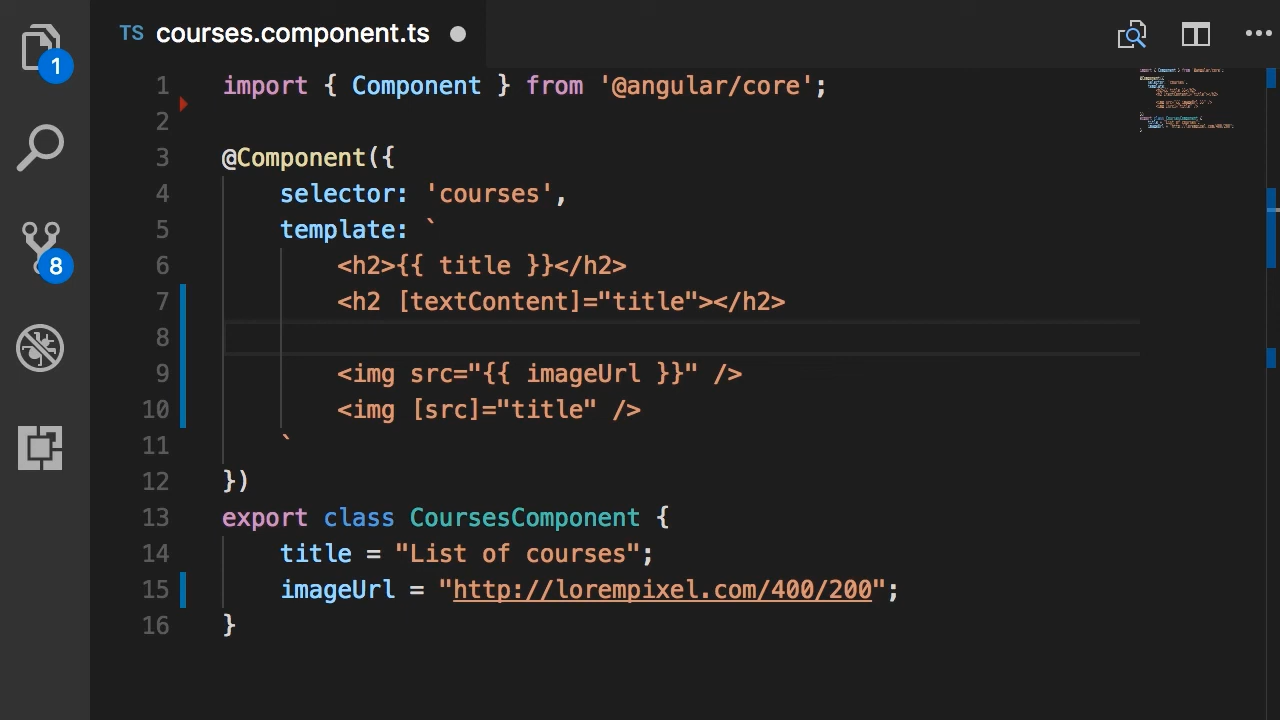 TS courses.component.ts
1
8
1 import { Component } from '@angular/core';
2
3 @Component({
4 selector: 'courses',
5 template: `
6 <h2>{{ title }}</h2>
7 <h2 [textContent]="title"></h2>
8
9 <img src="{{ imageUrl }}" />
10 <img [src]="title" />
11 `
12 })
13 export class CoursesComponent {
14 title = "List of courses";
15 imageUrl = "http://lorempixel.com/400/200";
16 }